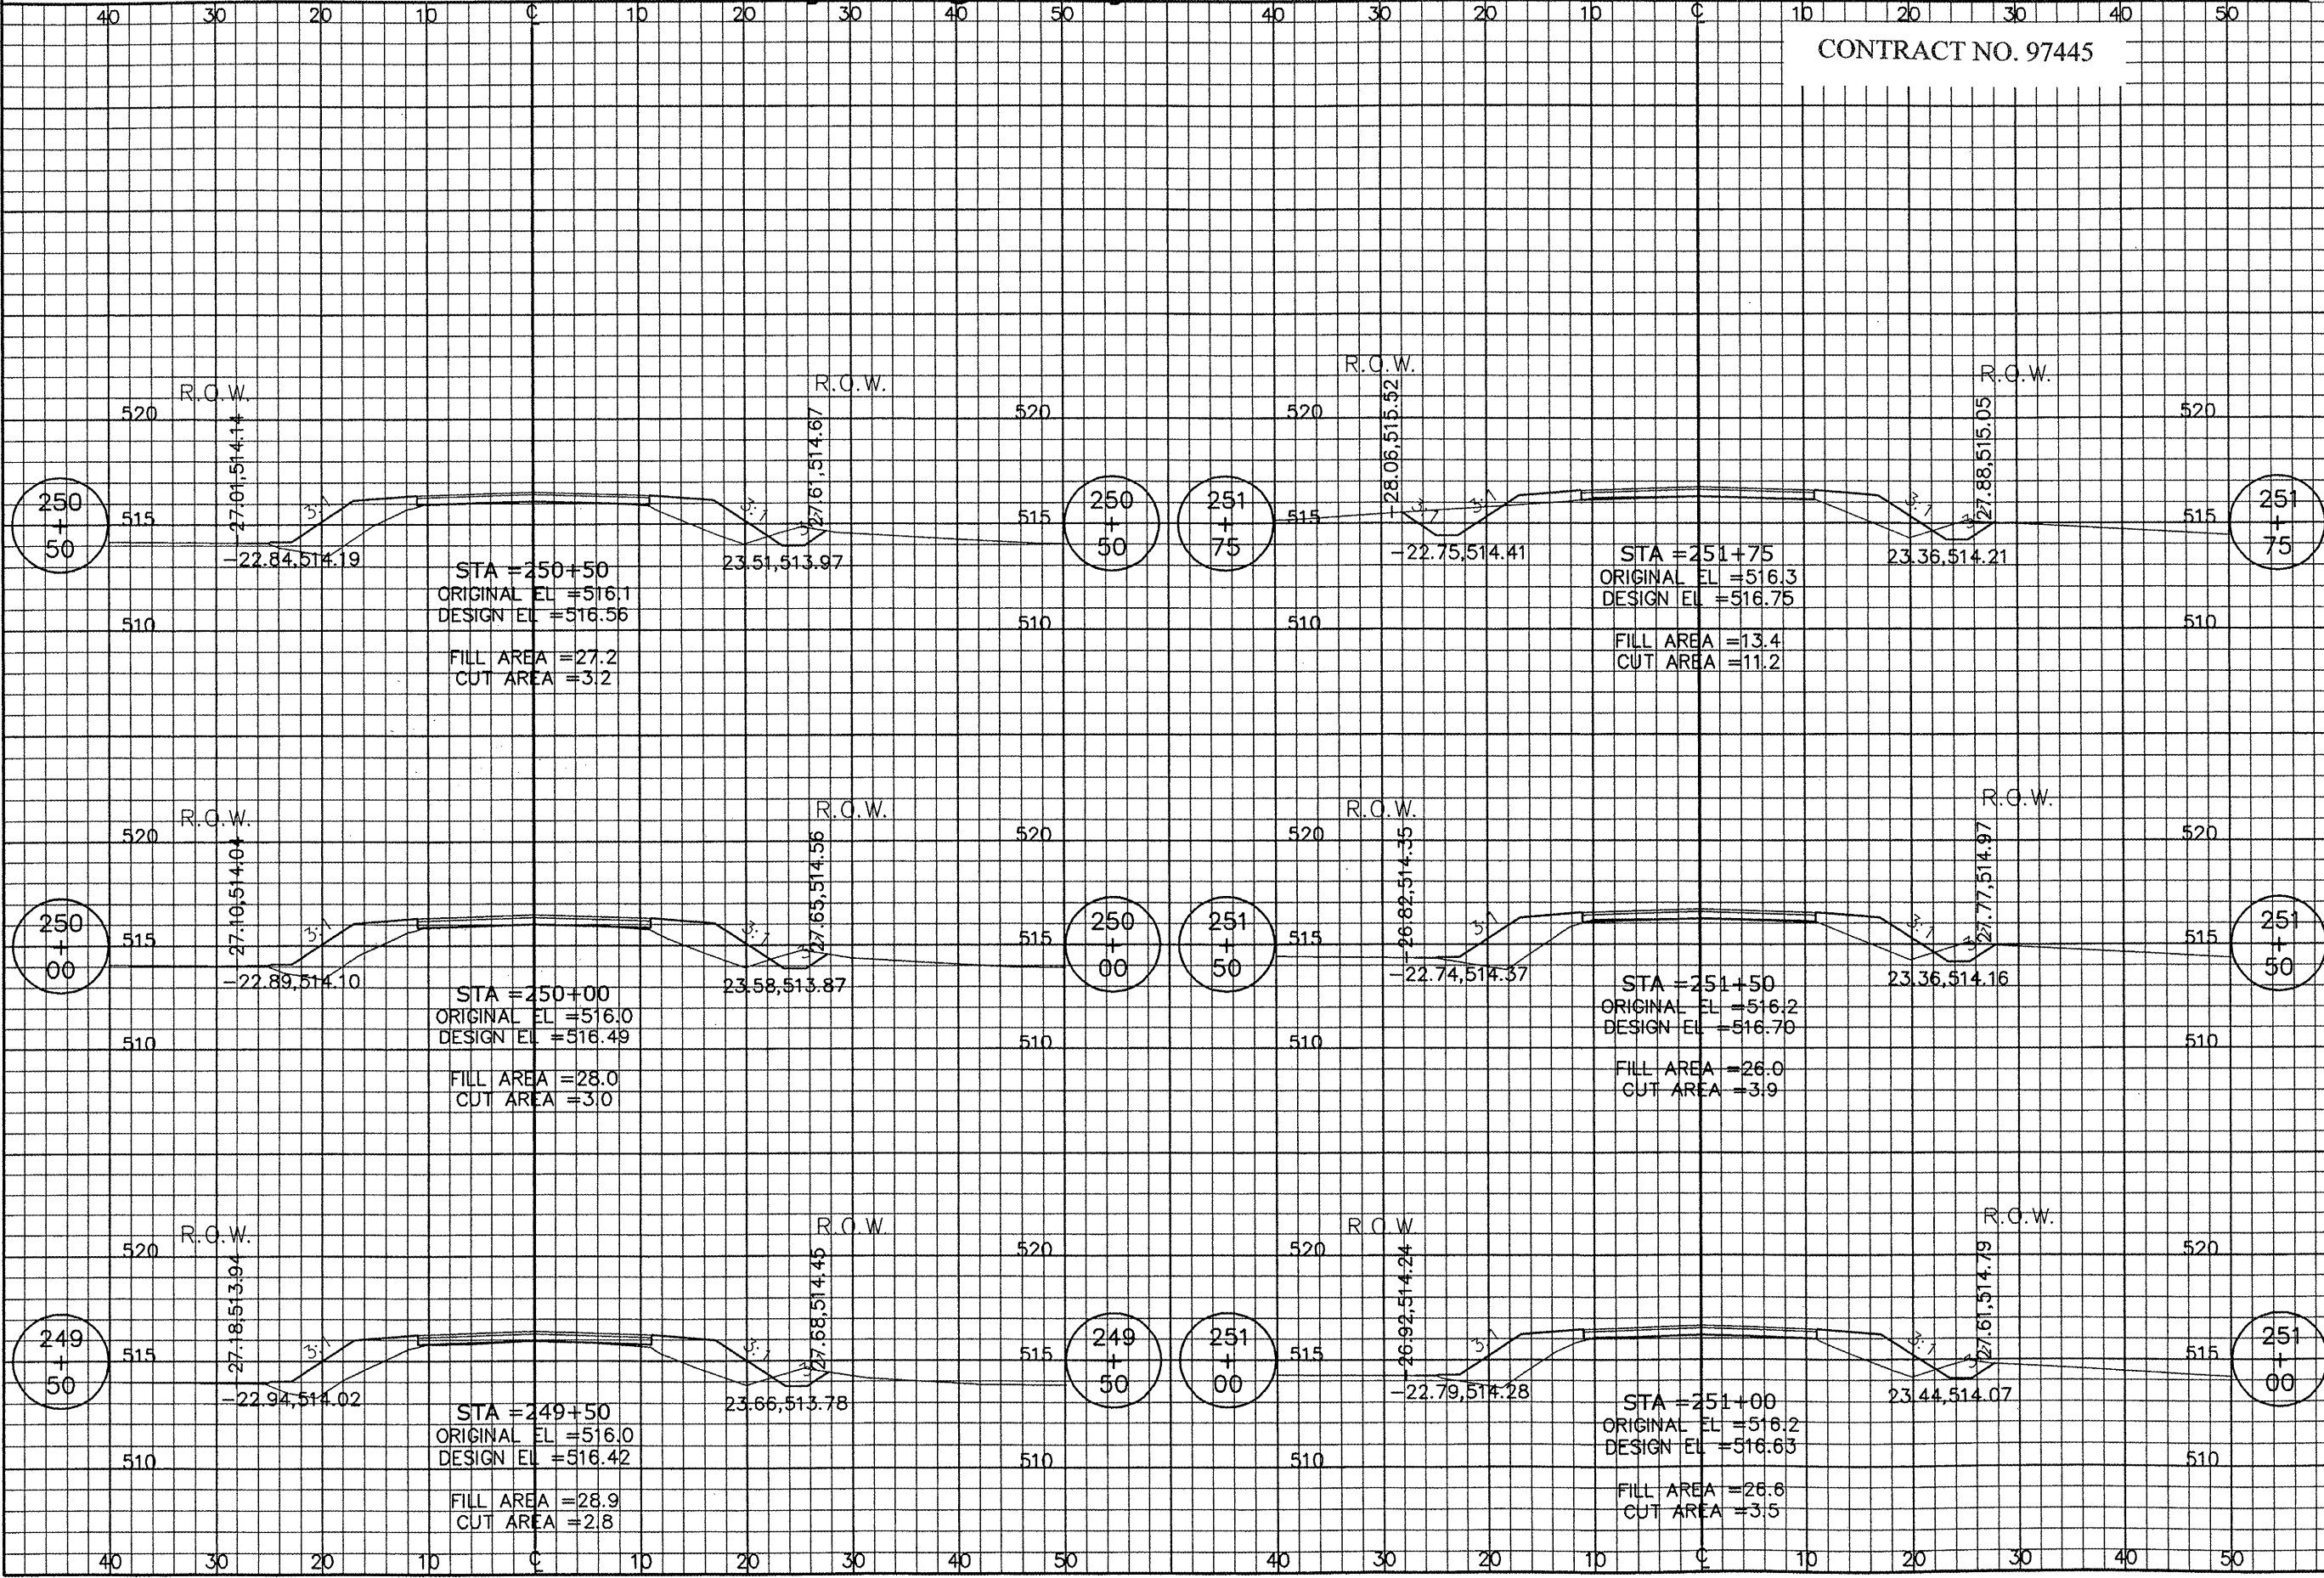 40 30 20 10 ℄ 10 20 30 40 50 40 30 20 10 ℄ 10 20 30 40 50
CONTRACT NO. 97445
R.O.W.
-27.01,514.14
R.O.W.
27.61,514.67
520
520
250
+
50
515
515
250
+
50
3:1
3:1
-22.84,514.19
23.51,513.97
STA =250+50
ORIGINAL EL =516.1
DESIGN EL =516.56
510
510
FILL AREA =27.2
CUT AREA =3.2
R.O.W.
-28.06,515.52
R.O.W.
27.88,515.05
520
520
251
+
75
515
515
251
+
75
3:1
3:1
3:1
-22.75,514.41
23.36,514.21
STA =251+75
ORIGINAL EL =516.3
DESIGN EL =516.75
510
510
FILL AREA =13.4
CUT AREA =11.2
R.O.W.
-27.10,514.04
R.O.W.
27.65,514.56
520
520
250
+
00
515
515
250
+
00
3:1
3:1
-22.89,514.10
23.58,513.87
STA =250+00
ORIGINAL EL =516.0
DESIGN EL =516.49
510
510
FILL AREA =28.0
CUT AREA =3.0
R.O.W.
-26.82,514.35
R.O.W.
27.77,514.97
520
520
251
+
50
515
515
251
+
50
3:1
3:1
-22.74,514.37
23.36,514.16
STA =251+50
ORIGINAL EL =516.2
DESIGN EL =516.70
510
510
FILL AREA =26.0
CUT AREA =3.9
R.O.W.
-27.18,513.94
R.O.W.
27.68,514.45
520
520
249
+
50
515
515
249
+
50
3:1
3:1
-22.94,514.02
23.66,513.78
STA =249+50
ORIGINAL EL =516.0
DESIGN EL =516.42
510
510
FILL AREA =28.9
CUT AREA =2.8
R.O.W.
-26.92,514.24
R.O.W.
27.61,514.79
520
520
251
+
00
515
515
251
+
00
3:1
3:1
-22.79,514.28
23.44,514.07
STA =251+00
ORIGINAL EL =516.2
DESIGN EL =516.63
510
510
FILL AREA =26.6
CUT AREA =3.5
40 30 20 10 ℄ 10 20 30 40 50 40 30 20 10 ℄ 10 20 30 40 50